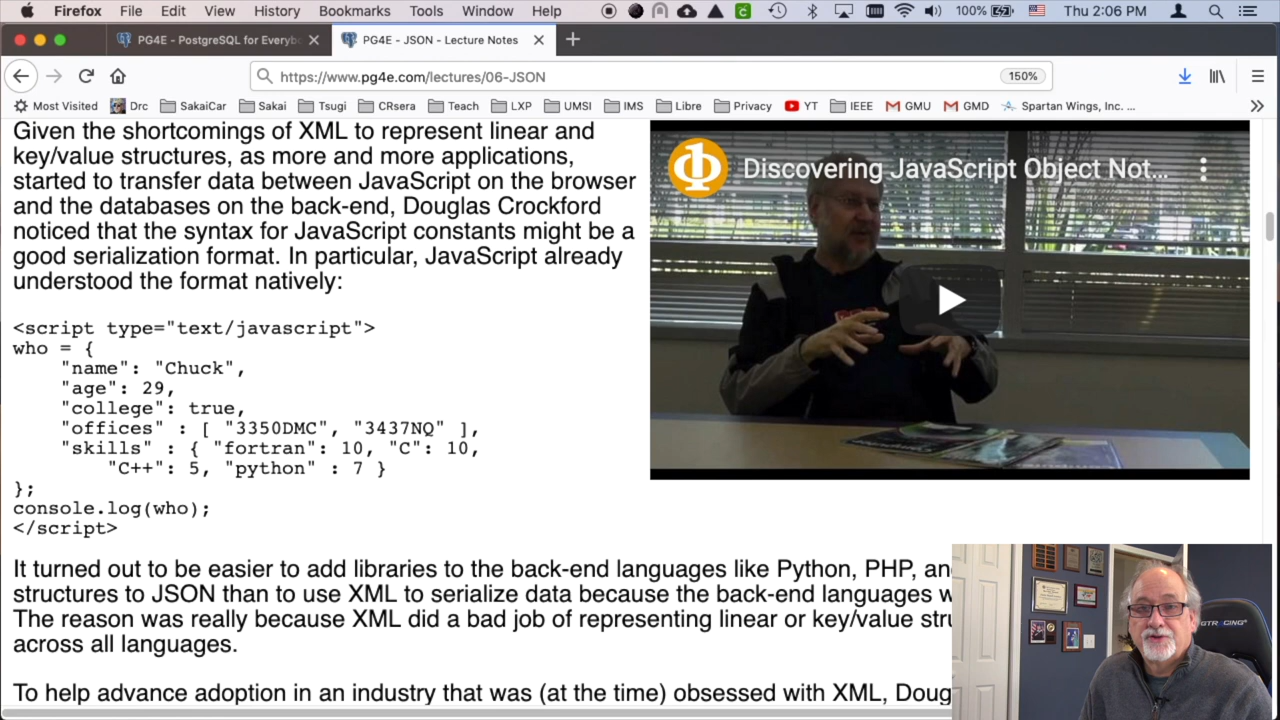 Firefox File Edit View History Bookmarks Tools Window Help 100% Thu 2:06 PM
PG4E - PostgreSQL for Everybo
PG4E - JSON - Lecture Notes
https://www.pg4e.com/lectures/06-JSON 150%
Most Visited Drc SakaiCar Sakai Tsugi CRsera Teach LXP UMSI IMS Libre Privacy YT IEEE GMU GMD Spartan Wings, Inc. ...
Given the shortcomings of XML to represent linear and
key/value structures, as more and more applications,
started to transfer data between JavaScript on the browser
and the databases on the back-end, Douglas Crockford
noticed that the syntax for JavaScript constants might be a
good serialization format. In particular, JavaScript already
understood the format natively:
Discovering JavaScript Object Not...
<script type="text/javascript">
who = {
"name": "Chuck",
"age": 29,
"college": true,
"offices" : [ "3350DMC", "3437NQ" ],
"skills" : { "fortran": 10, "C": 10,
"C++": 5, "python" : 7 }
};
console.log(who);
</script>
It turned out to be easier to add libraries to the back-end languages like Python, PHP, an
structures to JSON than to use XML to serialize data because the back-end languages w
The reason was really because XML did a bad job of representing linear or key/value stru
across all languages.
To help advance adoption in an industry that was (at the time) obsessed with XML, Doug
GTRACING